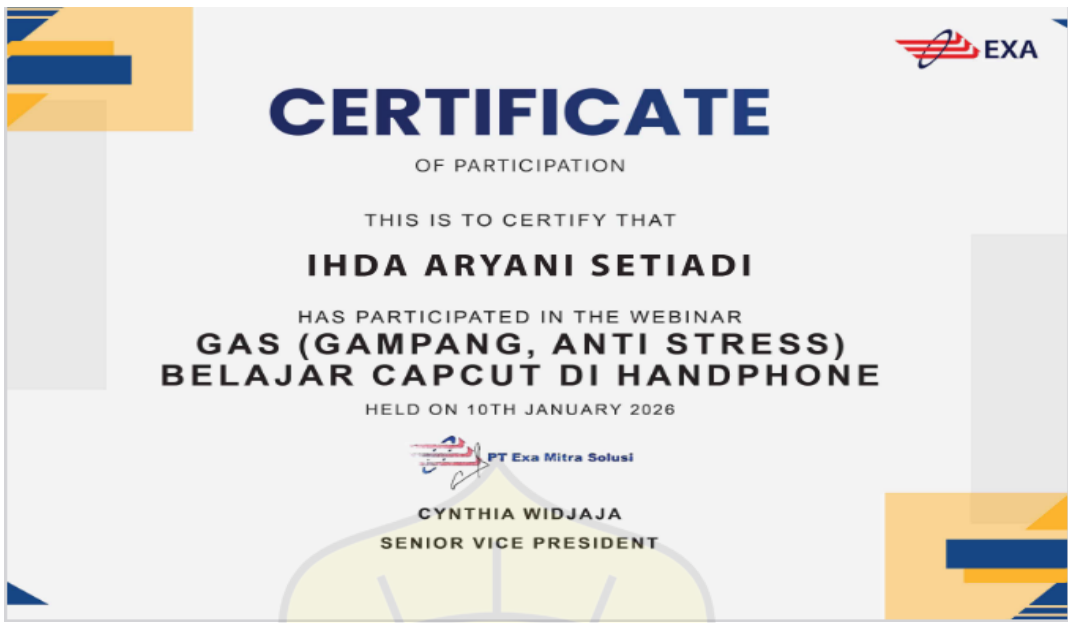 EXA
CERTIFICATE
OF PARTICIPATION
THIS IS TO CERTIFY THAT
IHDA ARYANI SETIADI
HAS PARTICIPATED IN THE WEBINAR
GAS (GAMPANG, ANTI STRESS)
BELAJAR CAPCUT DI HANDPHONE
HELD ON 10TH JANUARY 2026
PT Exa Mitra Solusi
CYNTHIA WIDJAJA
SENIOR VICE PRESIDENT